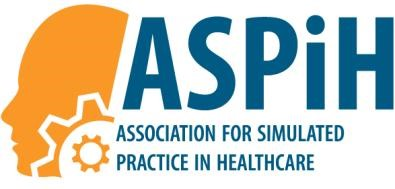 ASPiH
ASSOCIATION FOR SIMULATED
PRACTICE IN HEALTHCARE